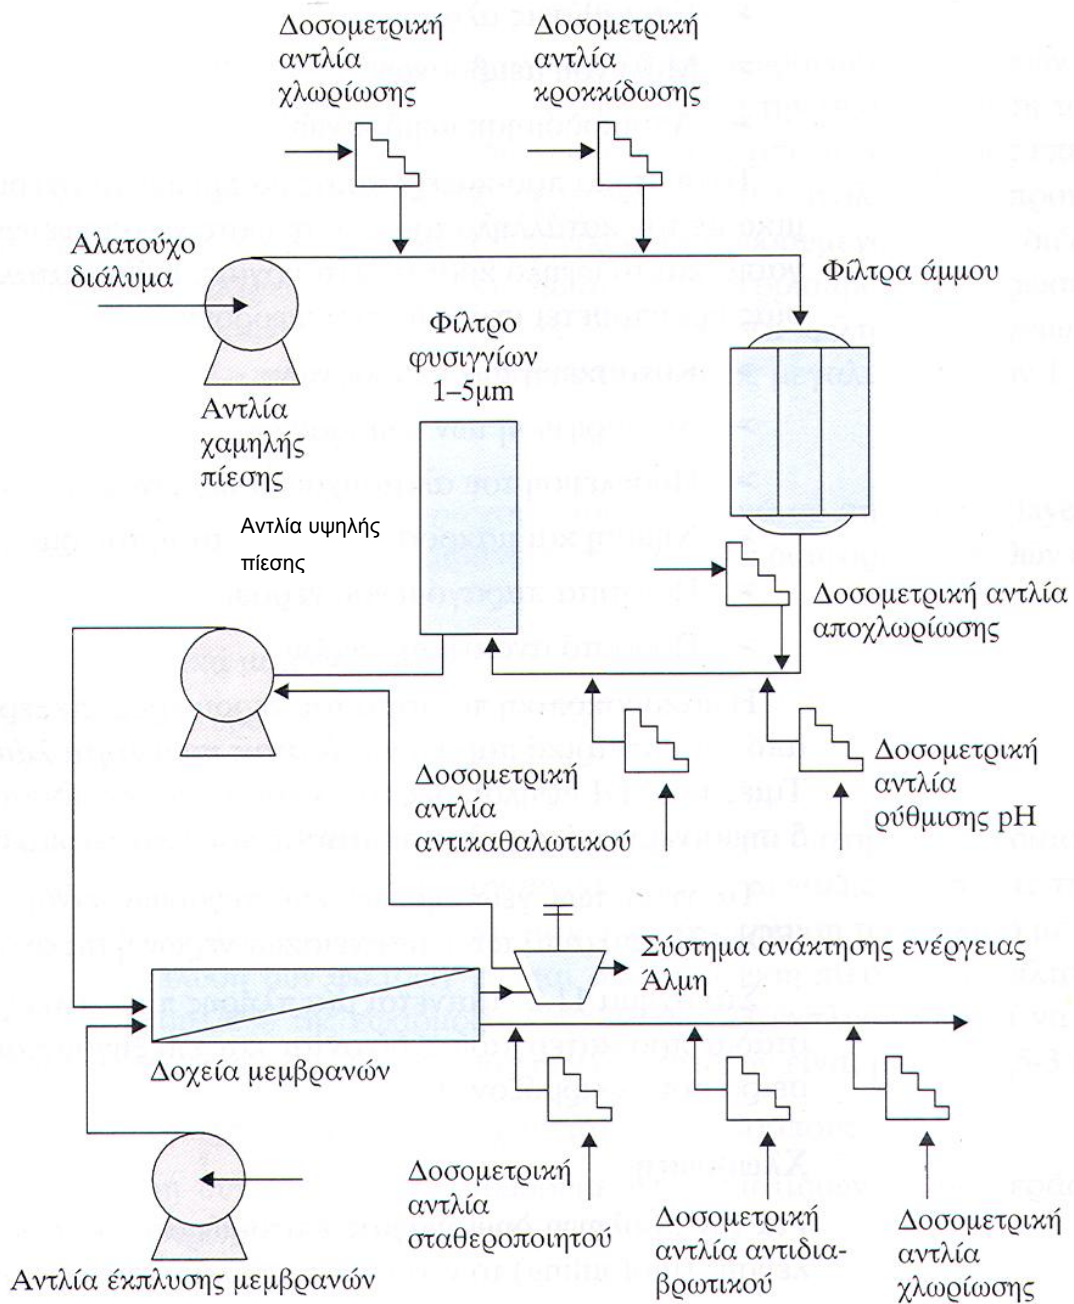 Δοσομετρική
αντλία
χλωρίωσης
Δοσομετρική
αντλία
κροκκίδωσης
Αλατούχο
διάλυμα
Φίλτρα άμμου
Φίλτρο
φυσιγγίων
1–5μm
Αντλία
χαμηλής
πίεσης
Αντλία υψηλής
πίεσης
Δοσομετρική αντλία
αποχλωρίωσης
Δοσομετρική
αντλία
αντικαθαλωτικού
Δοσομετρική
αντλία
ρύθμισης pH
Σύστημα ανάκτησης ενέργειας
Άλμη
Δοχεία μεμβρανών
Δοσομετρική
αντλία
σταθεροποιητού
Δοσομετρική
αντλία αντιδια-
βρωτικού
Δοσομετρική
αντλία
χλωρίωσης
Αντλία έκπλυσης μεμβρανών